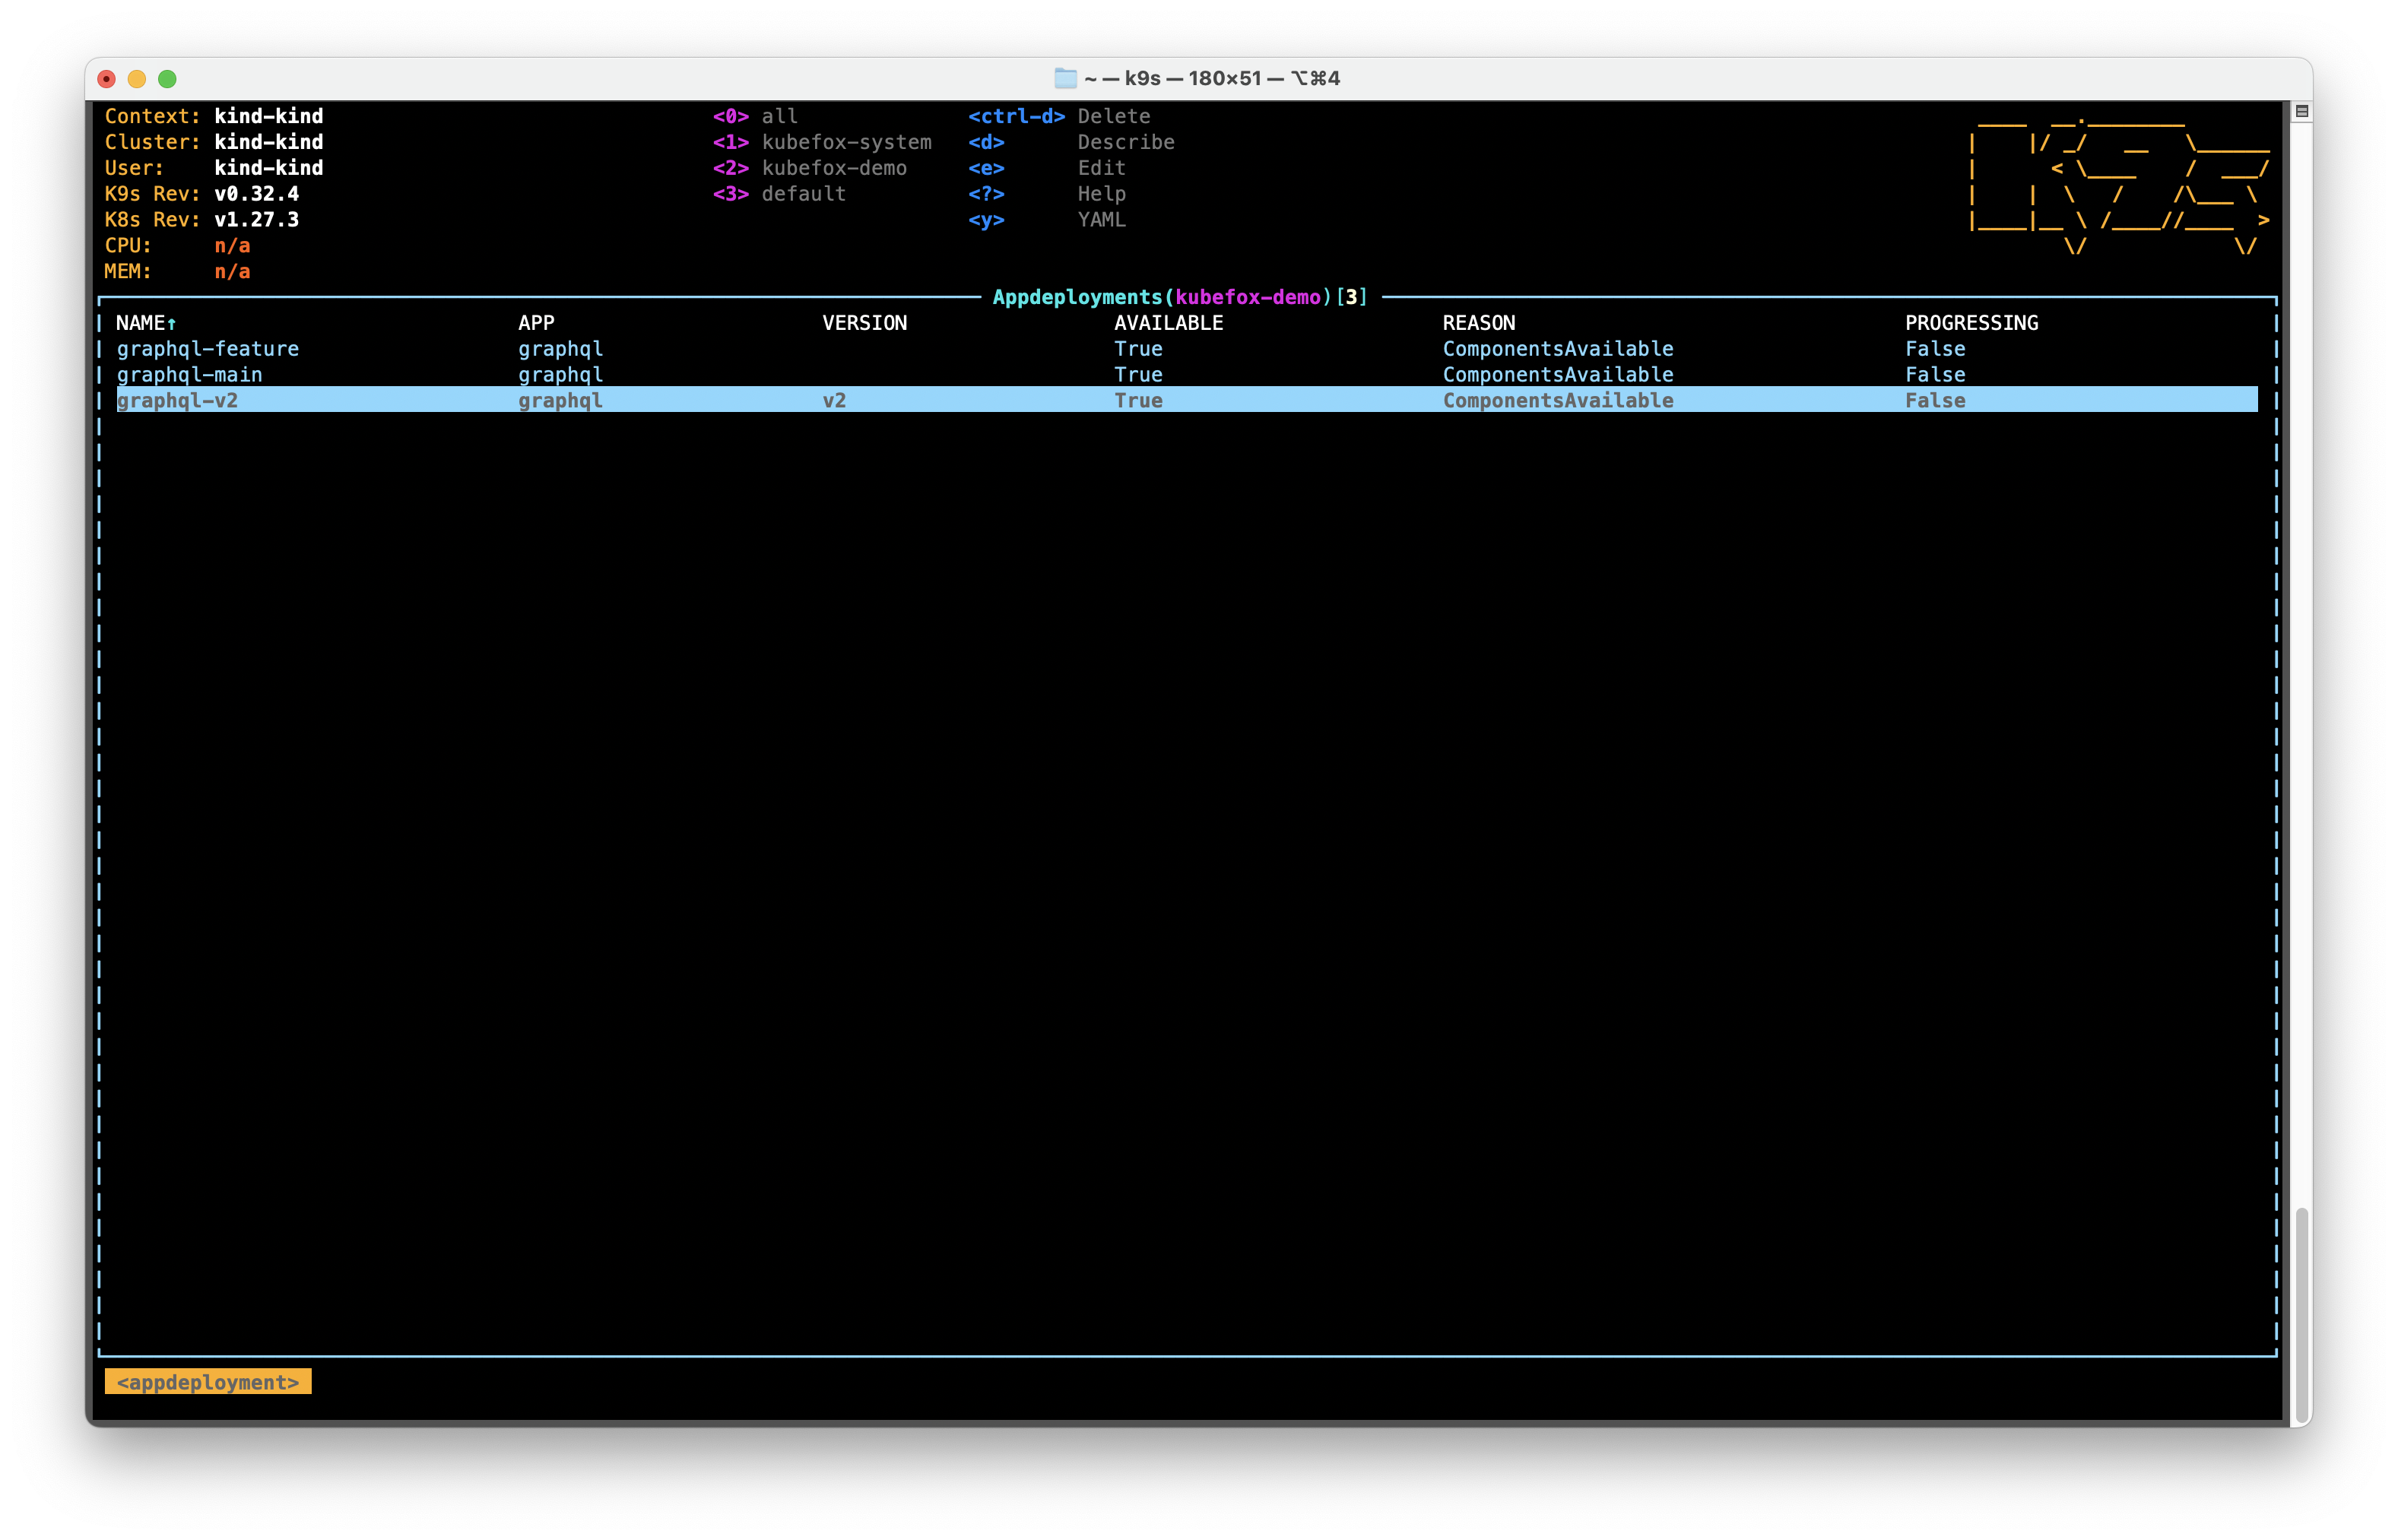 ~ — k9s — 180×51 — ⌥⌘4
Context: kind-kind <0> all <ctrl-d> Delete
Cluster: kind-kind <1> kubefox-system <d> Describe
User: kind-kind <2> kubefox-demo <e> Edit
K9s Rev: v0.32.4 <3> default <?> Help
K8s Rev: v1.27.3 <y> YAML
CPU: n/a
MEM: n/a
Appdeployments(kubefox-demo)[3]
NAME↑ APP VERSION AVAILABLE REASON PROGRESSING
graphql-feature graphql True ComponentsAvailable False
graphql-main graphql True ComponentsAvailable False
graphql-v2 graphql v2 True ComponentsAvailable False
<appdeployment>